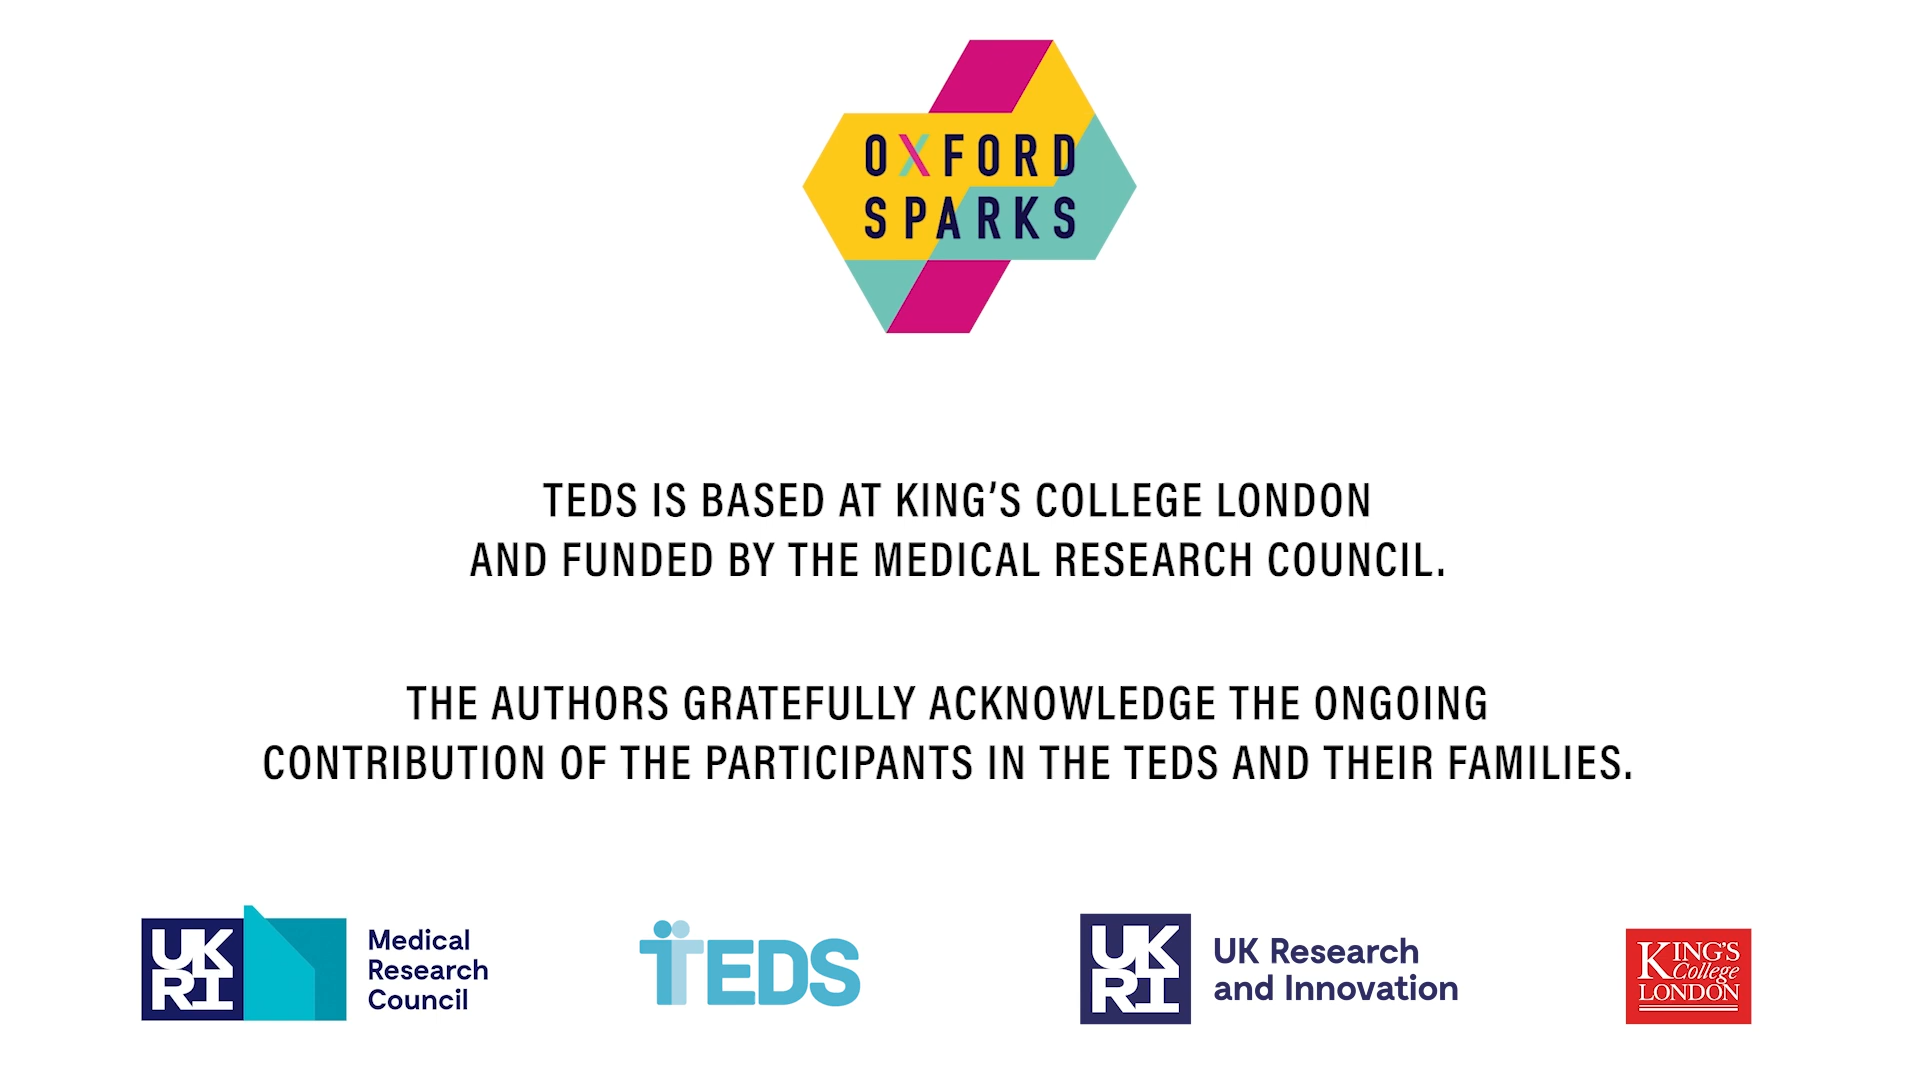 OXFORD
SPARKS
TEDS IS BASED AT KING’S COLLEGE LONDON
AND FUNDED BY THE MEDICAL RESEARCH COUNCIL.
THE AUTHORS GRATEFULLY ACKNOWLEDGE THE ONGOING
CONTRIBUTION OF THE PARTICIPANTS IN THE TEDS AND THEIR FAMILIES.
UK
RI
Medical
Research
Council
TEDS
UK
RI
UK Research
and Innovation
KING'S
College
LONDON